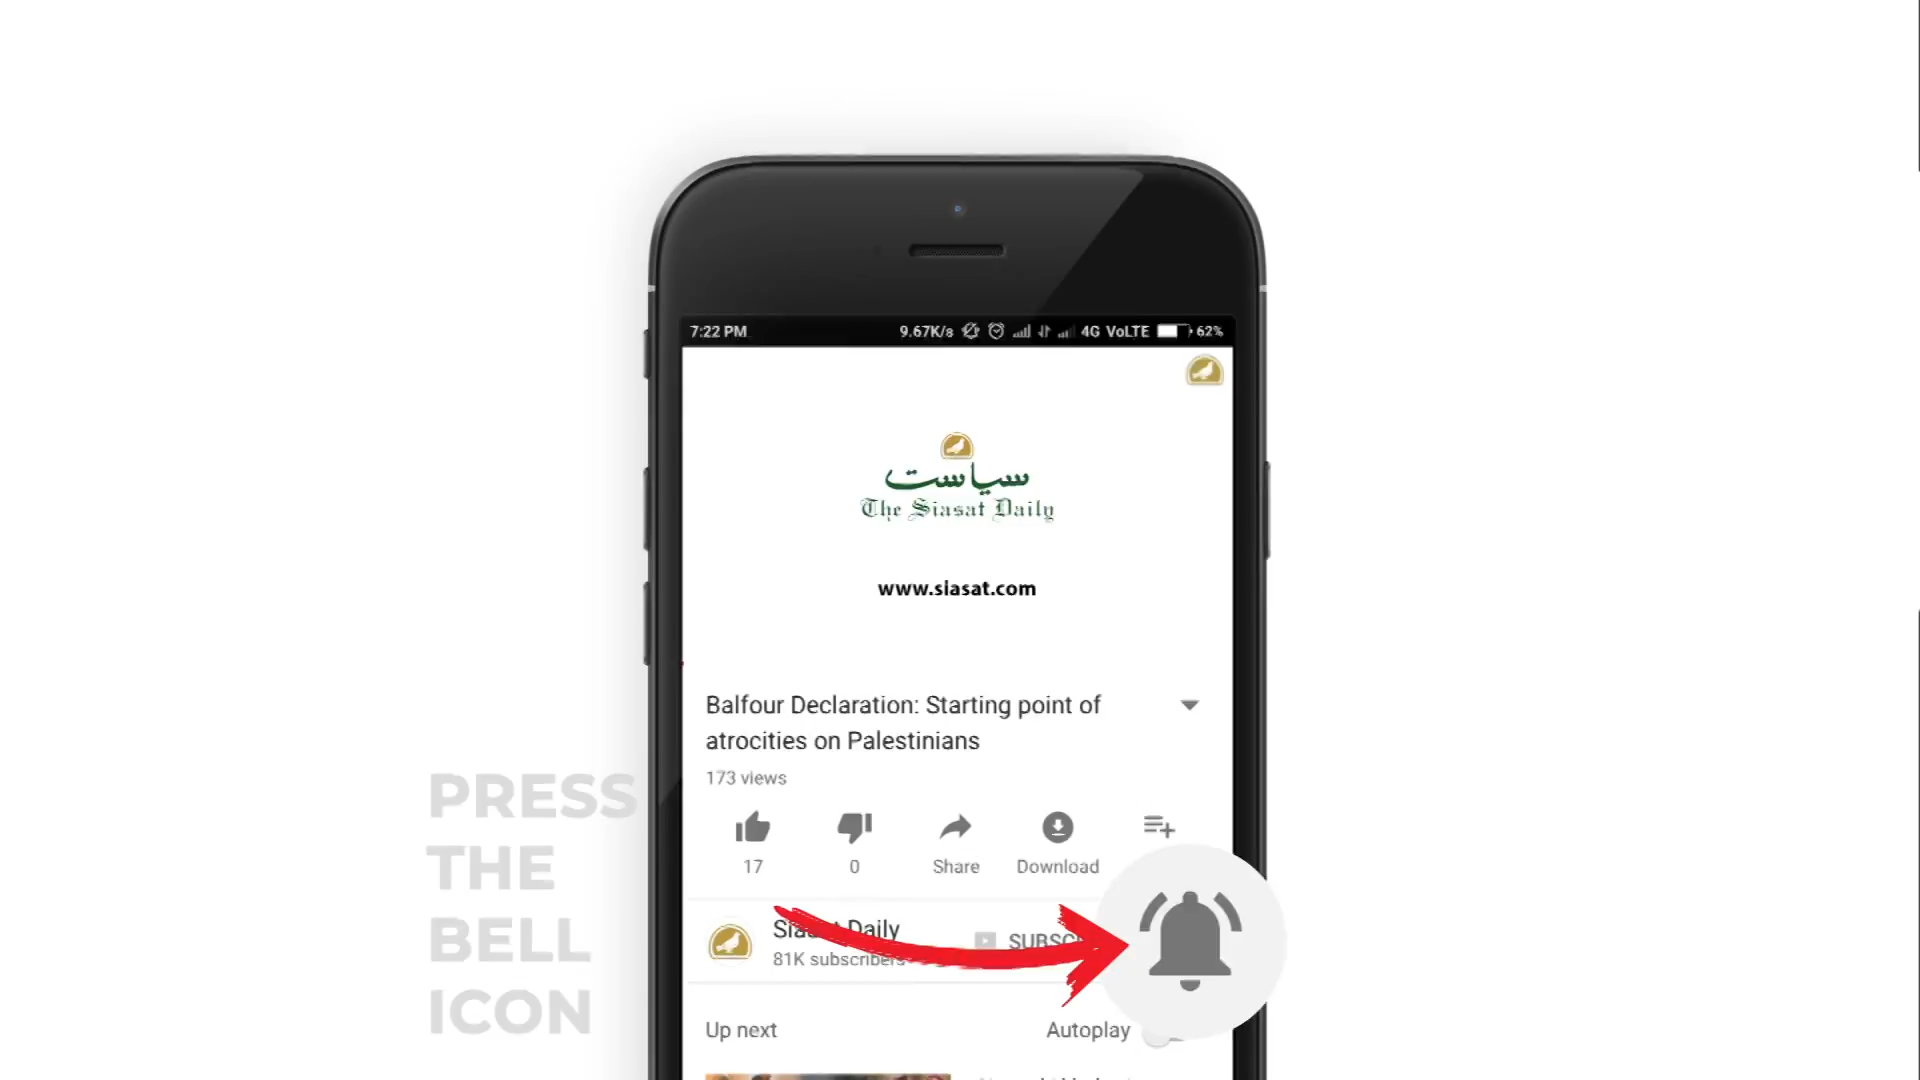 7:22 PM 9.67K/s 4G VoLTE 62%
سیاست
The Siasat Daily
www.siasat.com
Balfour Declaration: Starting point of
atrocities on Palestinians
173 views
17 0 Share Download
Siasat Daily
81K subscribers
Up next Autoplay
PRESS
THE
BELL
ICON